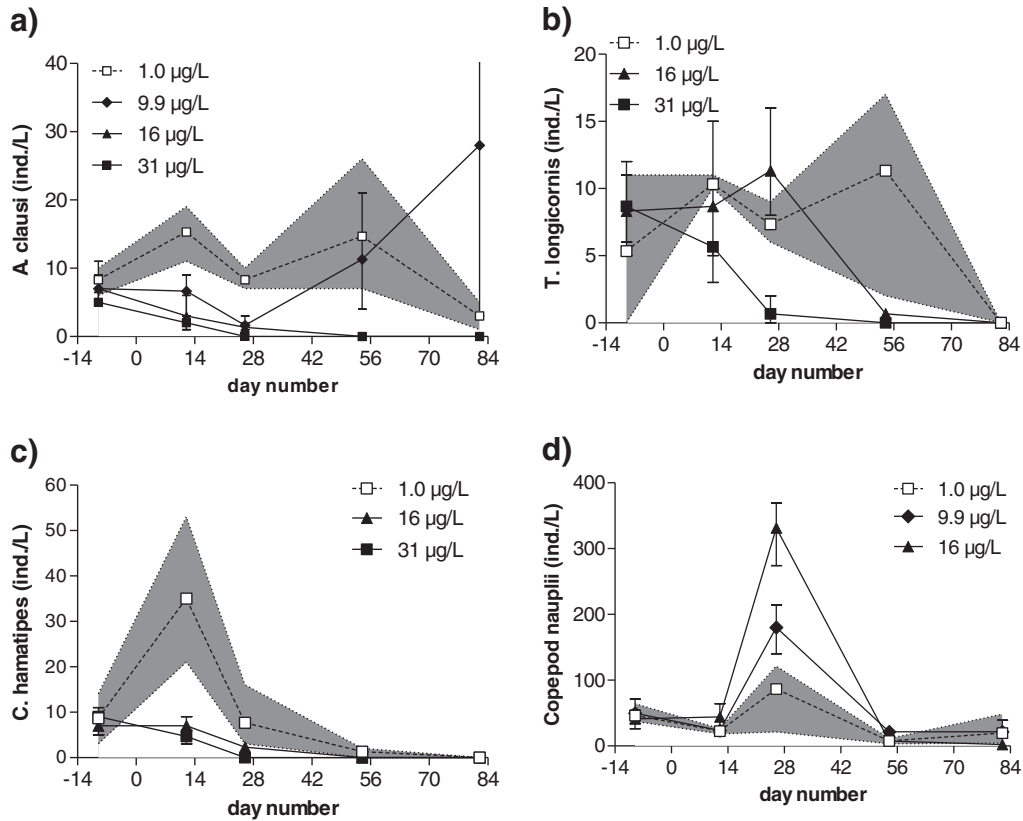 a)
A. clausi (ind./L)
40
30
20
10
0
1.0 µg/L
9.9 µg/L
16 µg/L
31 µg/L
-14 0 14 28 42 56 70 84
day number
b)
T. longicornis (ind./L)
20
15
10
5
0
1.0 µg/L
16 µg/L
31 µg/L
-14 0 14 28 42 56 70 84
day number
c)
C. hamatipes (ind./L)
60
50
40
30
20
10
0
1.0 µg/L
16 µg/L
31 µg/L
-14 0 14 28 42 56 70 84
day number
d)
Copepod nauplii (ind./L)
400
300
200
100
0
1.0 µg/L
9.9 µg/L
16 µg/L
-14 0 14 28 42 56 70 84
day number